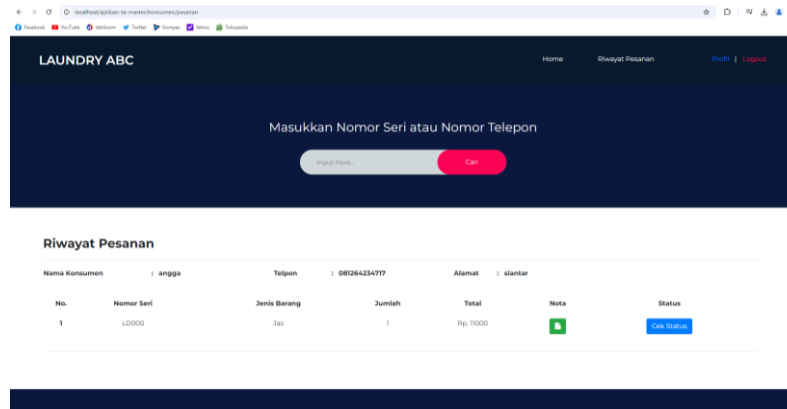 localhost/aplikasi-ta-master/konsumen/pesanan
Facebook YouTube detikcom Twitter Kompas Yahoo Tokopedia
LAUNDRY ABC Home Riwayat Pesanan Profil | Logout
Masukkan Nomor Seri atau Nomor Telepon
Input Here... Cari
Riwayat Pesanan
Nama Konsumen : angga Telpon : 081264234717 Alamat : siantar
No. Nomor Seri Jenis Barang Jumlah Total Nota Status
1 LD000 Jas 1 Rp. 11000 Cek Status